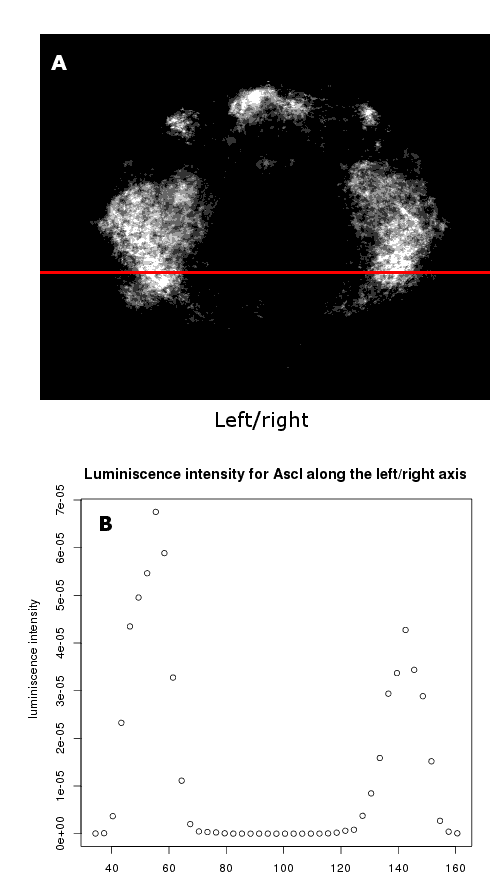 A
Left/right
Luminiscence intensity for Ascl along the left/right axis
B
luminiscence intensity
7e-05
6e-05
5e-05
4e-05
3e-05
2e-05
1e-05
0e+00
40 60 80 100 120 140 160